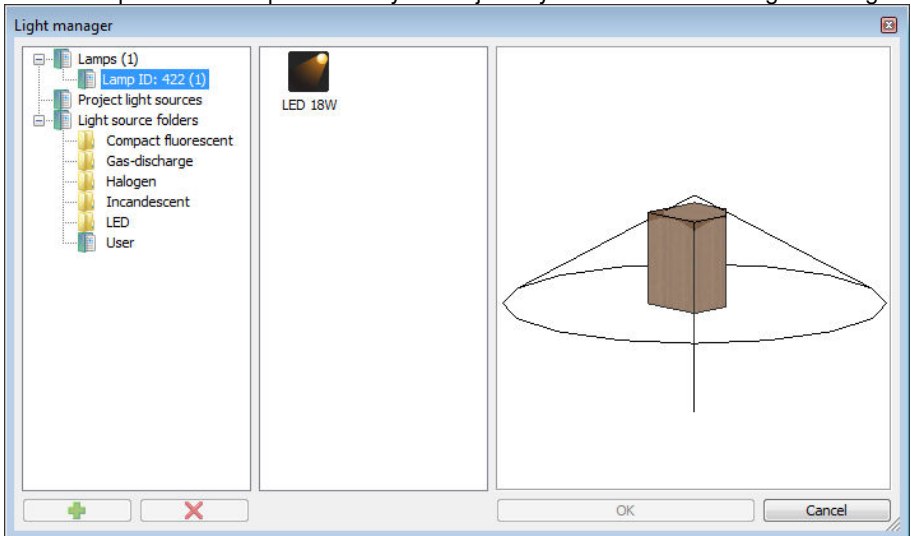 Light manager
Lamps (1)
Lamp ID: 422 (1)
Project light sources
Light source folders
Compact fluorescent
Gas-discharge
Halogen
Incandescent
LED
User
LED 18W
OK
Cancel